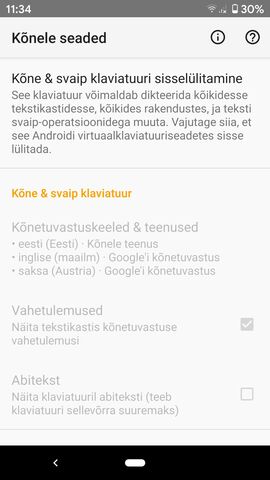 11:34
30%
Kõnele seaded
Kõne & svaip klaviatuuri sisselülitamine
See klaviatuur võimaldab dikteerida kõikidesse
tekstikastidesse, kõikides rakendustes, ja teksti
svaip-operatsioonidega muuta. Vajutage siia, et
see Androidi virtuaalklaviatuuriseadetes sisse
lülitada.
Kõne & svaip klaviatuur
Kõnetuvastuskeeled & teenused
• eesti (Eesti) · Kõnele teenus
• inglise (maailm) · Google'i kõnetuvastus
• saksa (Austria) · Google'i kõnetuvastus
Vahetulemused
Näita tekstikastis kõnetuvastuse
vahetulemusi
Abitekst
Näita klaviatuuril abiteksti (teeb
klaviatuuri sellevõrra suuremaks)